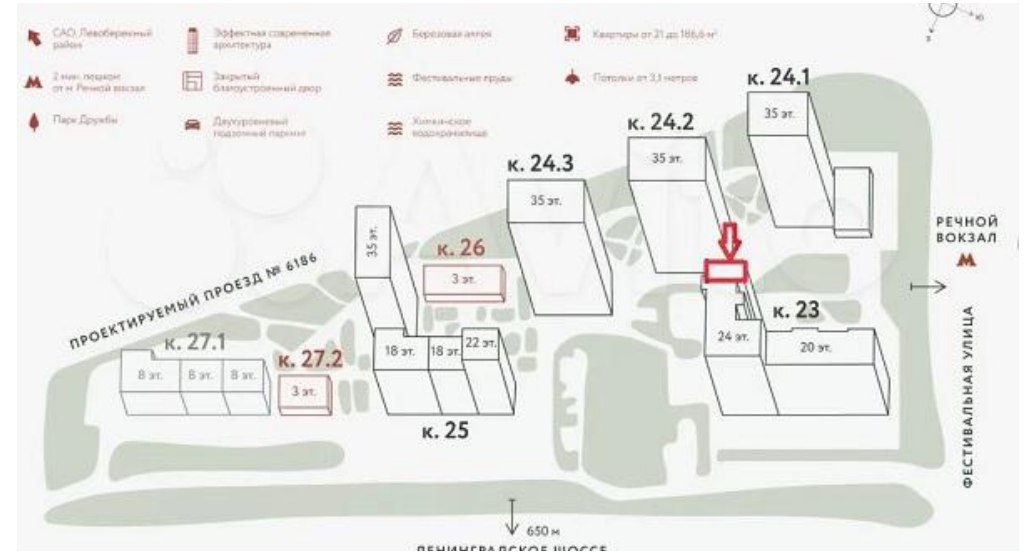 САО, Левобережный
район
2 мин. пешком
от м. Речной вокзал
Парк Дружбы
Эффектная современная
архитектура
Закрытый
благоустроенный двор
Двухуровневый
подземный паркинг
Березовая аллея
Фестивальные пруды
Химкинское
водохранилище
Квартиры от 21 до 186,6 м²
Потолки от 3,1 метров
Ю
З
к. 24.1
35 эт.
к. 24.2
35 эт.
к. 24.3
35 эт.
35 эт.
к. 26
3 эт.
РЕЧНОЙ
ВОКЗАЛ
ПРОЕКТИРУЕМЫЙ ПРОЕЗД № 6186
к. 27.1
8 эт.
8 эт.
8 эт.
к. 27.2
3 эт.
18 эт.
18 эт.
22 эт.
к. 25
к. 23
24 эт.
20 эт.
ФЕСТИВАЛЬНАЯ УЛИЦА
650 м
ЛЕНИНГРАДСКОЕ ШОССЕ
Avito